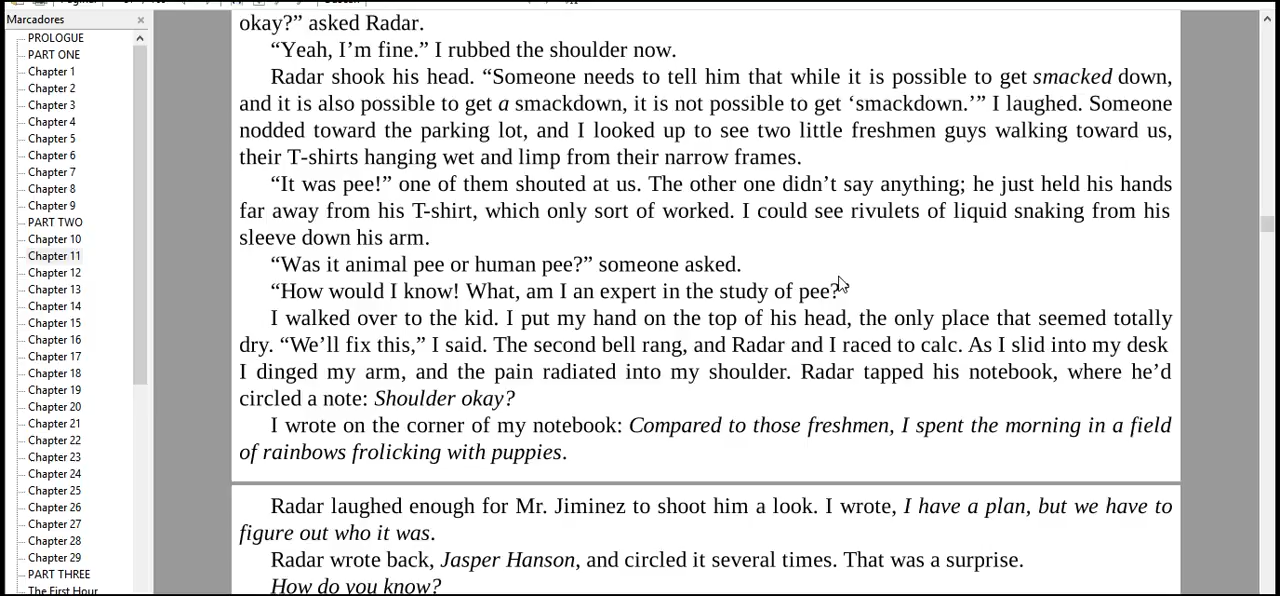 Marcadores
PROLOGUE
PART ONE
Chapter 1
Chapter 2
Chapter 3
Chapter 4
Chapter 5
Chapter 6
Chapter 7
Chapter 8
Chapter 9
PART TWO
Chapter 10
Chapter 11
Chapter 12
Chapter 13
Chapter 14
Chapter 15
Chapter 16
Chapter 17
Chapter 18
Chapter 19
Chapter 20
Chapter 21
Chapter 22
Chapter 23
Chapter 24
Chapter 25
Chapter 26
Chapter 27
Chapter 28
Chapter 29
PART THREE
The First Hour
okay?” asked Radar.
“Yeah, I’m fine.” I rubbed the shoulder now.
Radar shook his head. “Someone needs to tell him that while it is possible to get smacked down,
and it is also possible to get a smackdown, it is not possible to get ‘smackdown.’” I laughed. Someone
nodded toward the parking lot, and I looked up to see two little freshmen guys walking toward us,
their T-shirts hanging wet and limp from their narrow frames.
“It was pee!” one of them shouted at us. The other one didn’t say anything; he just held his hands
far away from his T-shirt, which only sort of worked. I could see rivulets of liquid snaking from his
sleeve down his arm.
“Was it animal pee or human pee?” someone asked.
“How would I know! What, am I an expert in the study of pee?”
I walked over to the kid. I put my hand on the top of his head, the only place that seemed totally
dry. “We’ll fix this,” I said. The second bell rang, and Radar and I raced to calc. As I slid into my desk
I dinged my arm, and the pain radiated into my shoulder. Radar tapped his notebook, where he’d
circled a note: Shoulder okay?
I wrote on the corner of my notebook: Compared to those freshmen, I spent the morning in a field
of rainbows frolicking with puppies.
Radar laughed enough for Mr. Jiminez to shoot him a look. I wrote, I have a plan, but we have to
figure out who it was.
Radar wrote back, Jasper Hanson, and circled it several times. That was a surprise.
How do you know?